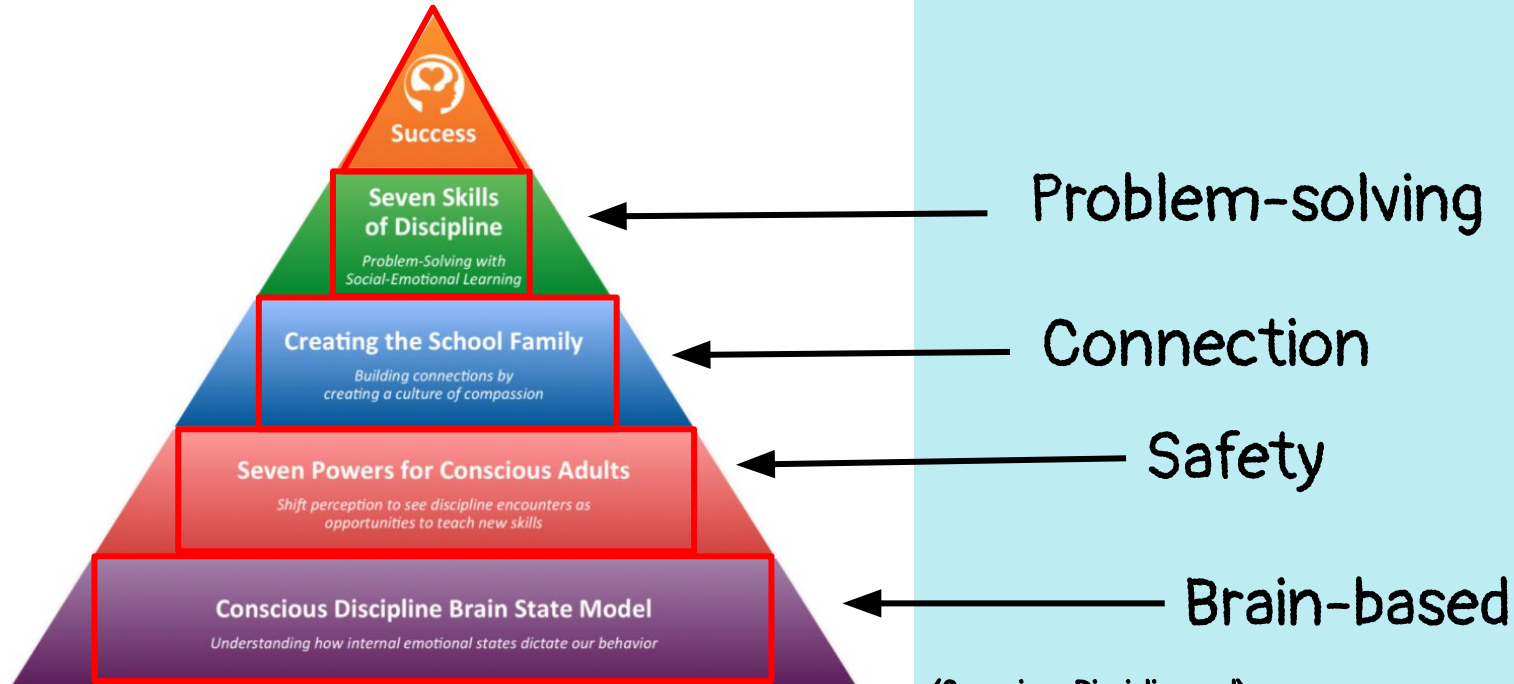 Success
Seven Skills
of Discipline
Problem-Solving with
Social-Emotional Learning
Problem-solving
Creating the School Family
Building connections by
creating a culture of compassion
Connection
Seven Powers for Conscious Adults
Shift perception to see discipline encounters as
opportunities to teach new skills
Safety
Conscious Discipline Brain State Model
Understanding how internal emotional states dictate our behavior
Brain-based